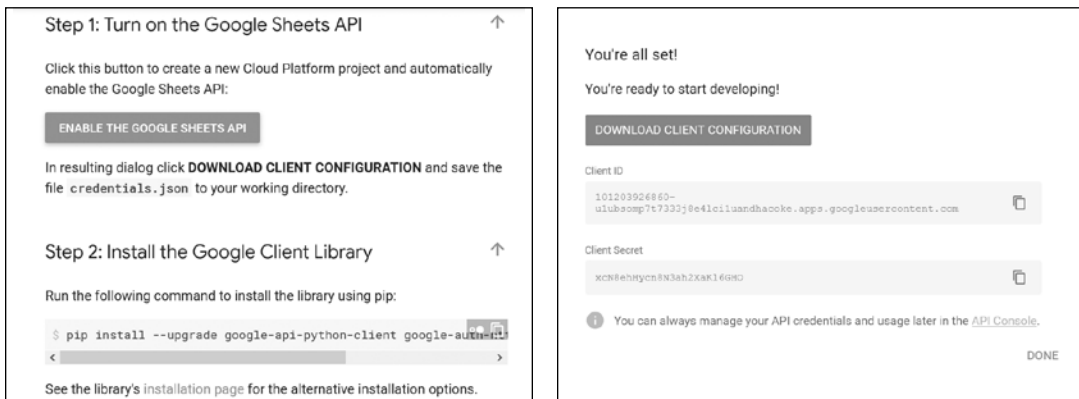 Step 1: Turn on the Google Sheets API
Click this button to create a new Cloud Platform project and automatically
enable the Google Sheets API:
ENABLE THE GOOGLE SHEETS API
In resulting dialog click DOWNLOAD CLIENT CONFIGURATION and save the
file credentials.json to your working directory.
Step 2: Install the Google Client Library
Run the following command to install the library using pip:
$ pip install --upgrade google-api-python-client
See the library's installation page for the alternative installation options.
You're all set!
You're ready to start developing!
DOWNLOAD CLIENT CONFIGURATION
Client ID
Client Secret
You can always manage your API credentials and usage later in the API Console.
DONE